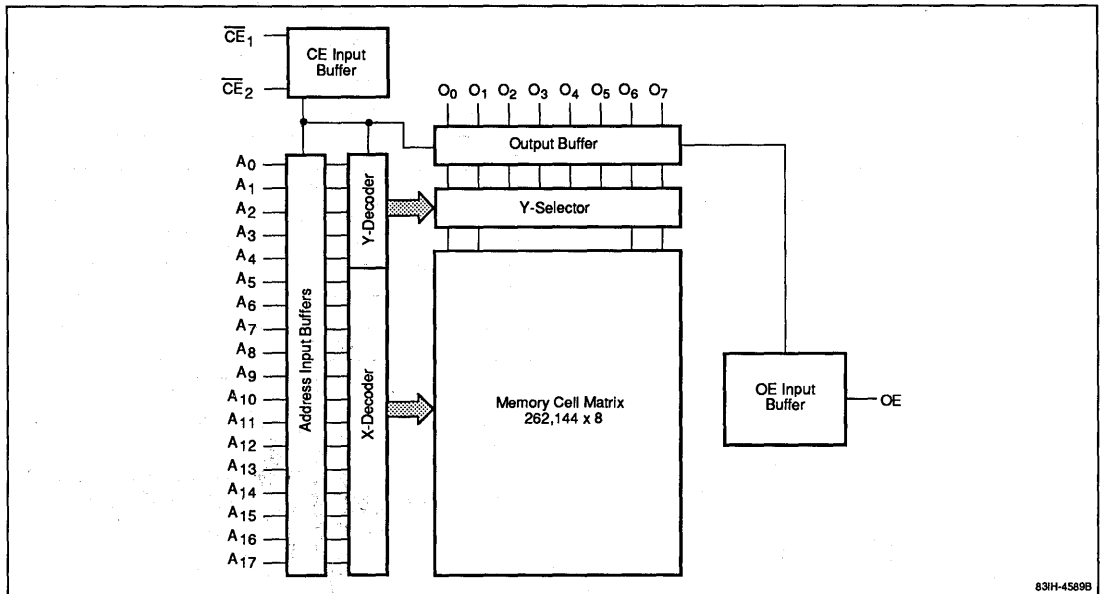 C̅E̅₁
CE Input
Buffer
C̅E̅₂
O₀ O₁ O₂ O₃ O₄ O₅ O₆ O₇
Output Buffer
Y-Selector
A₀
A₁
A₂
A₃
A₄
A₅
A₆
A₇
A₈
A₉
A₁₀
A₁₁
A₁₂
A₁₃
A₁₄
A₁₅
A₁₆
A₁₇
Address Input Buffers
Y-Decoder
X-Decoder
Memory Cell Matrix
262,144 x 8
OE Input
Buffer
OE
83IH-4589B